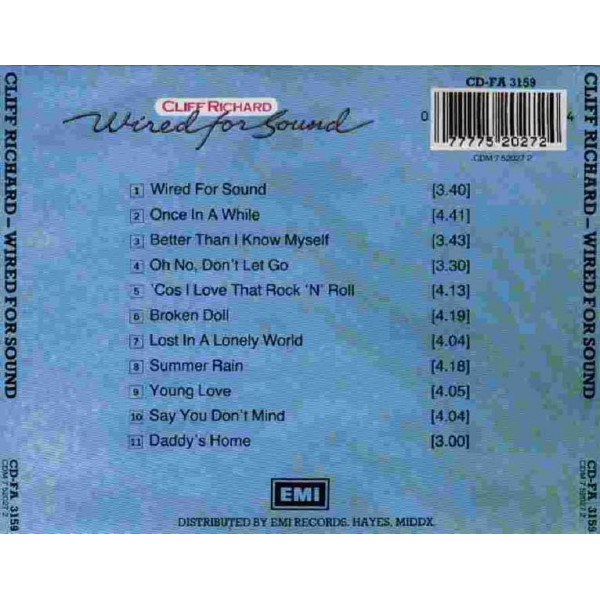 CLIFF RICHARD
Wired for Sound
CD-FA 3159
0 77775 20272 4
CDM 7 52027 2
1 Wired For Sound [3.40]
2 Once In A While [4.41]
3 Better Than I Know Myself [3.43]
4 Oh No, Don't Let Go [3.30]
5 'Cos I Love That Rock 'N' Roll [4.13]
6 Broken Doll [4.19]
7 Lost In A Lonely World [4.04]
8 Summer Rain [4.18]
9 Young Love [4.05]
10 Say You Don't Mind [4.04]
11 Daddy's Home [3.00]
EMI
DISTRIBUTED BY EMI RECORDS. HAYES, MIDDX.
CLIFF RICHARD – WIRED FOR SOUND
CD-FA 3159
CDM 7 52027 2
CLIFF RICHARD – WIRED FOR SOUND
CD-FA 3159
CDM 7 52027 2